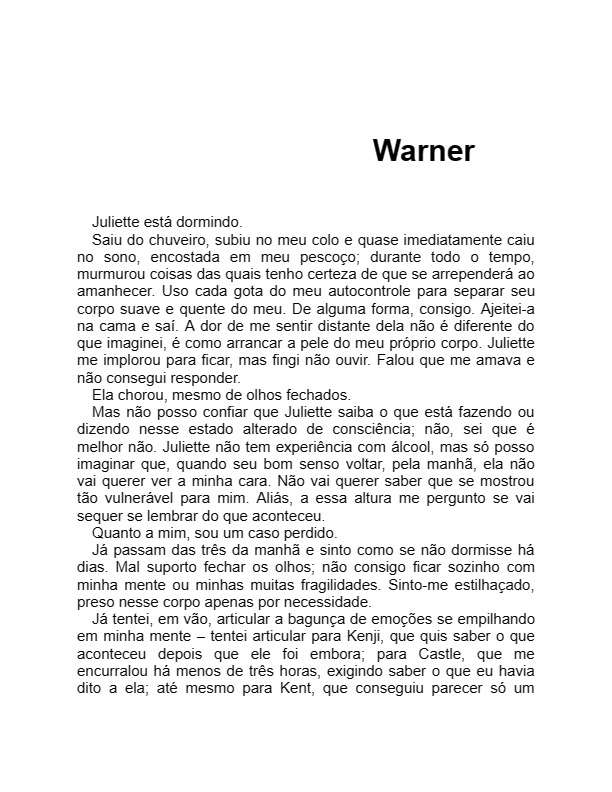 Warner
Juliette está dormindo.
Saiu do chuveiro, subiu no meu colo e quase imediatamente caiu
no sono, encostada em meu pescoço; durante todo o tempo,
murmurou coisas das quais tenho certeza de que se arrependerá ao
amanhecer. Uso cada gota do meu autocontrole para separar seu
corpo suave e quente do meu. De alguma forma, consigo. Ajeitei-a
na cama e saí. A dor de me sentir distante dela não é diferente do
que imaginei, é como arrancar a pele do meu próprio corpo. Juliette
me implorou para ficar, mas fingi não ouvir. Falou que me amava e
não consegui responder.
Ela chorou, mesmo de olhos fechados.
Mas não posso confiar que Juliette saiba o que está fazendo ou
dizendo nesse estado alterado de consciência; não, sei que é
melhor não. Juliette não tem experiência com álcool, mas só posso
imaginar que, quando seu bom senso voltar, pela manhã, ela não
vai querer ver a minha cara. Não vai querer saber que se mostrou
tão vulnerável para mim. Aliás, a essa altura me pergunto se vai
sequer se lembrar do que aconteceu.
Quanto a mim, sou um caso perdido.
Já passam das três da manhã e sinto como se não dormisse há
dias. Mal suporto fechar os olhos; não consigo ficar sozinho com
minha mente ou minhas muitas fragilidades. Sinto-me estilhaçado,
preso nesse corpo apenas por necessidade.
Já tentei, em vão, articular a bagunça de emoções se empilhando
em minha mente – tentei articular para Kenji, que quis saber o que
aconteceu depois que ele foi embora; para Castle, que me
encurralou há menos de três horas, exigindo saber o que eu havia
dito a ela; até mesmo para Kent, que conseguiu parecer só um